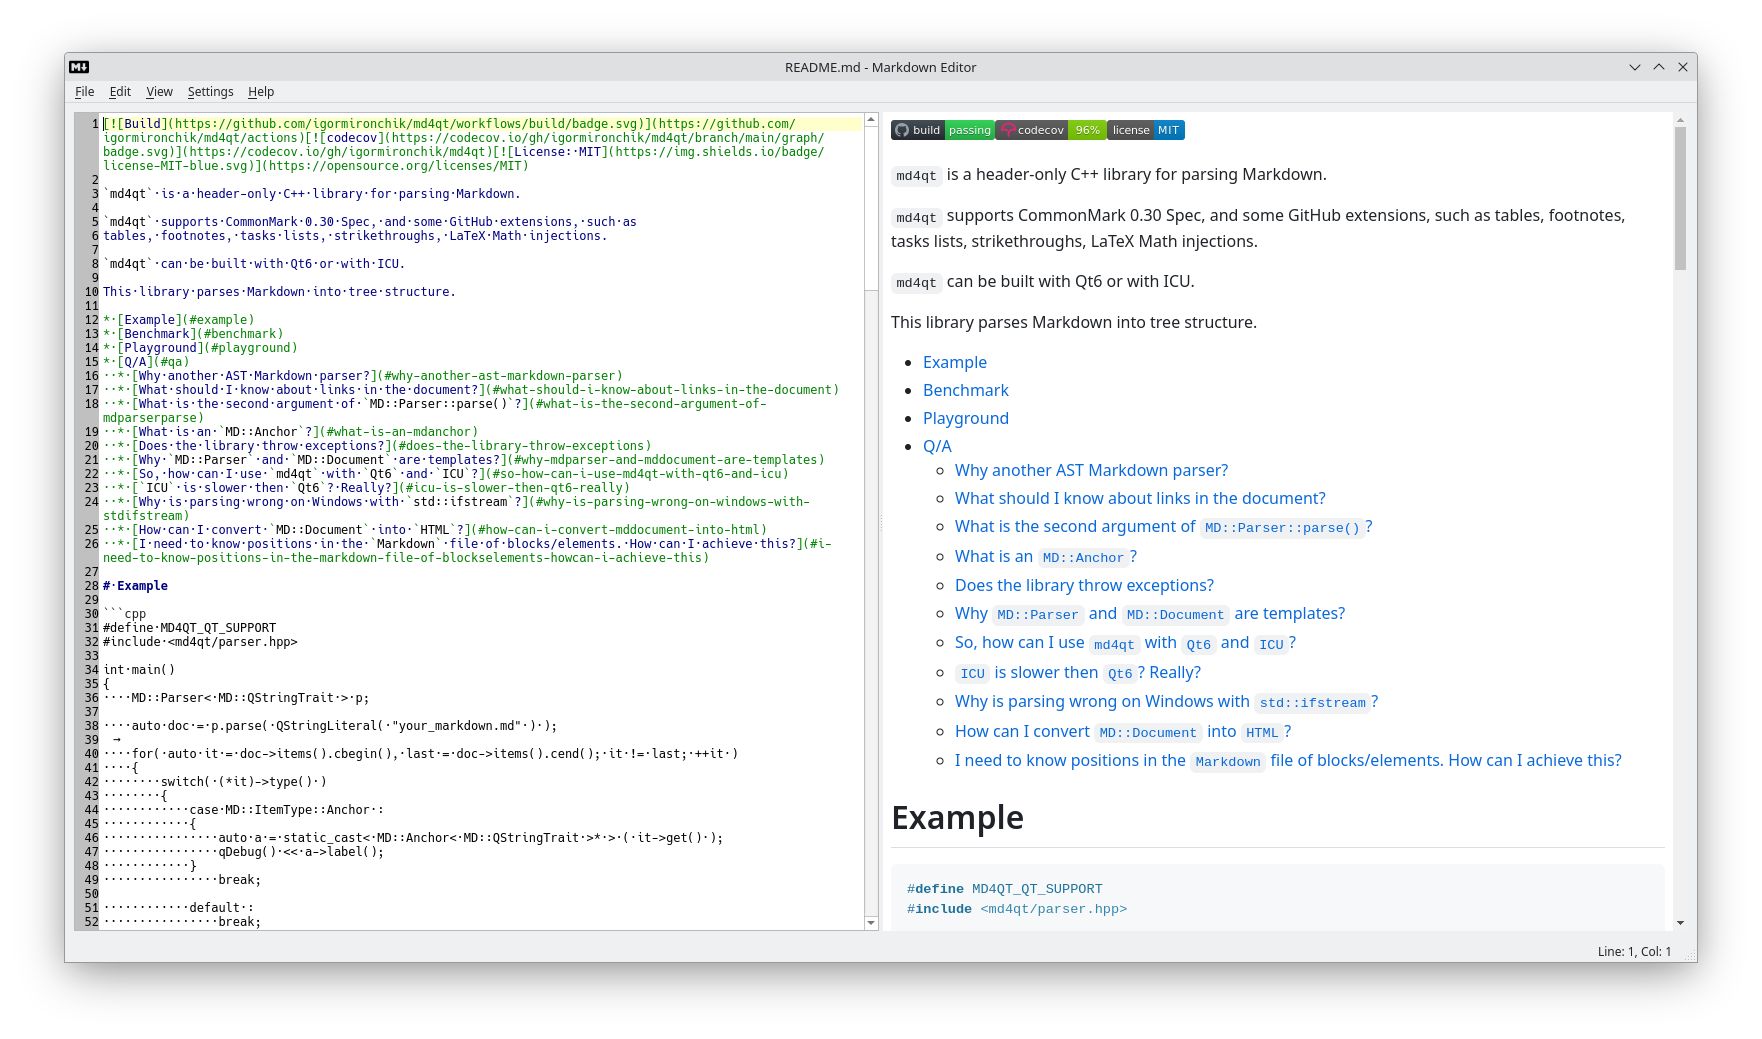 README.md - Markdown Editor
File Edit View Settings Help
1 [![Build](https://github.com/igormironchik/md4qt/workflows/build/badge.svg)](https://github.com/
igormironchik/md4qt/actions)[![codecov](https://codecov.io/gh/igormironchik/md4qt/branch/main/graph/
badge.svg)](https://codecov.io/gh/igormironchik/md4qt)[![License:·MIT](https://img.shields.io/badge/
license-MIT-blue.svg)](https://opensource.org/licenses/MIT)
2
3 `md4qt`·is·a·header-only·C++·library·for·parsing·Markdown.
4
5 `md4qt`·supports·CommonMark·0.30·Spec,·and·some·GitHub·extensions,·such·as
6 tables,·footnotes,·tasks·lists,·strikethroughs,·LaTeX·Math·injections.
7
8 `md4qt`·can·be·built·with·Qt6·or·with·ICU.
9
10 This·library·parses·Markdown·into·tree·structure.
11
12 *·[Example](#example)
13 *·[Benchmark](#benchmark)
14 *·[Playground](#playground)
15 *·[Q/A](#qa)
16 ··*·[Why·another·AST·Markdown·parser?](#why-another-ast-markdown-parser)
17 ··*·[What·should·I·know·about·links·in·the·document?](#what-should-i-know-about-links-in-the-document)
18 ··*·[What·is·the·second·argument·of·`MD::Parser::parse()`?](#what-is-the-second-argument-of-
mdparserparse)
19 ··*·[What·is·an·`MD::Anchor`?](#what-is-an-mdanchor)
20 ··*·[Does·the·library·throw·exceptions?](#does-the-library-throw-exceptions)
21 ··*·[Why·`MD::Parser`·and·`MD::Document`·are·templates?](#why-mdparser-and-mddocument-are-templates)
22 ··*·[So,·how·can·I·use·`md4qt`·with·`Qt6`·and·`ICU`?](#so-how-can-i-use-md4qt-with-qt6-and-icu)
23 ··*·[`ICU`·is·slower·then·`Qt6`?·Really?](#icu-is-slower-then-qt6-really)
24 ··*·[Why·is·parsing·wrong·on·Windows·with·`std::ifstream`?](#why-is-parsing-wrong-on-windows-with-
stdifstream)
25 ··*·[How·can·I·convert·`MD::Document`·into·`HTML`?](#how-can-i-convert-mddocument-into-html)
26 ··*·[I·need·to·know·positions·in·the·`Markdown`·file·of·blocks/elements.·How·can·I·achieve·this?](#i-
need-to-know-positions-in-the-markdown-file-of-blockselements-howcan-i-achieve-this)
27
28 #·Example
29
30 ```cpp
31 #define·MD4QT_QT_SUPPORT
32 #include·<md4qt/parser.hpp>
33
34 int·main()
35 {
36 ····MD::Parser<·MD::QStringTrait·>·p;
37
38 ····auto·doc·=·p.parse(·QStringLiteral(·"your_markdown.md"·)·);
39 →
40 ····for(·auto·it·=·doc->items().cbegin(),·last·=·doc->items().cend();·it·!=·last;·++it·)
41 ····{
42 ········switch(·(*it)->type()·)
43 ········{
44 ············case·MD::ItemType::Anchor·:
45 ············{
46 ················auto·a·=·static_cast<·MD::Anchor<·MD::QStringTrait·>*·>·(·it->get()·);
47 ················qDebug()·<<·a->label();
48 ············}
49 ················break;
50
51 ············default·:
52 ················break;
build passing codecov 96% license MIT
md4qt is a header-only C++ library for parsing Markdown.
md4qt supports CommonMark 0.30 Spec, and some GitHub extensions, such as tables, footnotes,
tasks lists, strikethroughs, LaTeX Math injections.
md4qt can be built with Qt6 or with ICU.
This library parses Markdown into tree structure.
• Example
• Benchmark
• Playground
• Q/A
◦ Why another AST Markdown parser?
◦ What should I know about links in the document?
◦ What is the second argument of MD::Parser::parse() ?
◦ What is an MD::Anchor ?
◦ Does the library throw exceptions?
◦ Why MD::Parser and MD::Document are templates?
◦ So, how can I use md4qt with Qt6 and ICU ?
◦ ICU is slower then Qt6 ? Really?
◦ Why is parsing wrong on Windows with std::ifstream ?
◦ How can I convert MD::Document into HTML ?
◦ I need to know positions in the Markdown file of blocks/elements. How can I achieve this?
Example
#define MD4QT_QT_SUPPORT
#include <md4qt/parser.hpp>
Line: 1, Col: 1